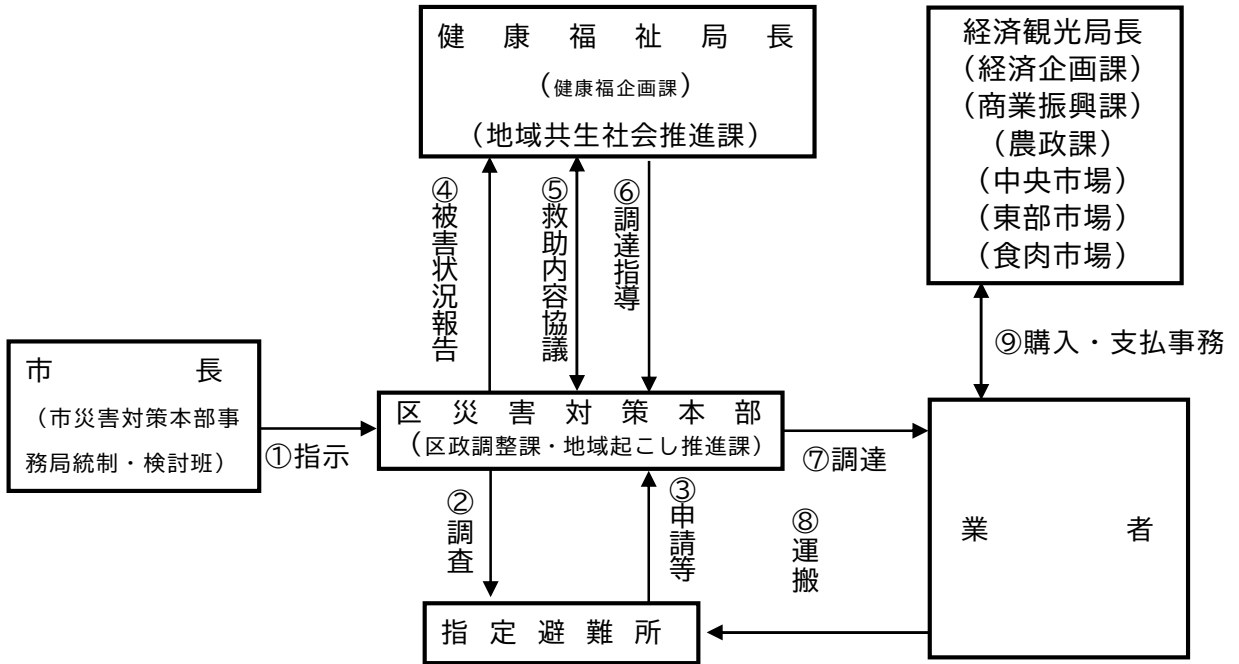 健康福祉局長
（健康福企画課）
（地域共生社会推進課）
経済観光局長
（経済企画課）
（商業振興課）
（農政課）
（中央市場）
（東部市場）
（食肉市場）
④被害状況報告
⑤救助内容協議
⑥調達指導
⑨購入・支払事務
市長
（市災害対策本部事
務局統制・検討班）
①指示
区災害対策本部
（区政調整課・地域起こし推進課）
⑦調達
②調査
③申請等
⑧運搬
業者
指定避難所